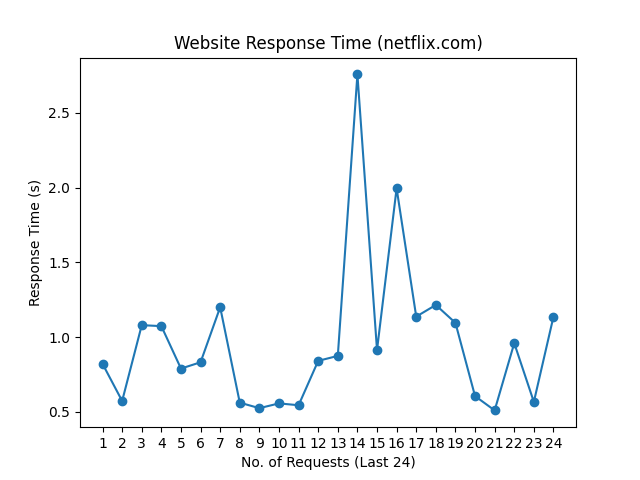 Website Response Time (netflix.com)
Response Time (s)
2.5
2.0
1.5
1.0
0.5
1 2 3 4 5 6 7 8 9 10 11 12 13 14 15 16 17 18 19 20 21 22 23 24
No. of Requests (Last 24)